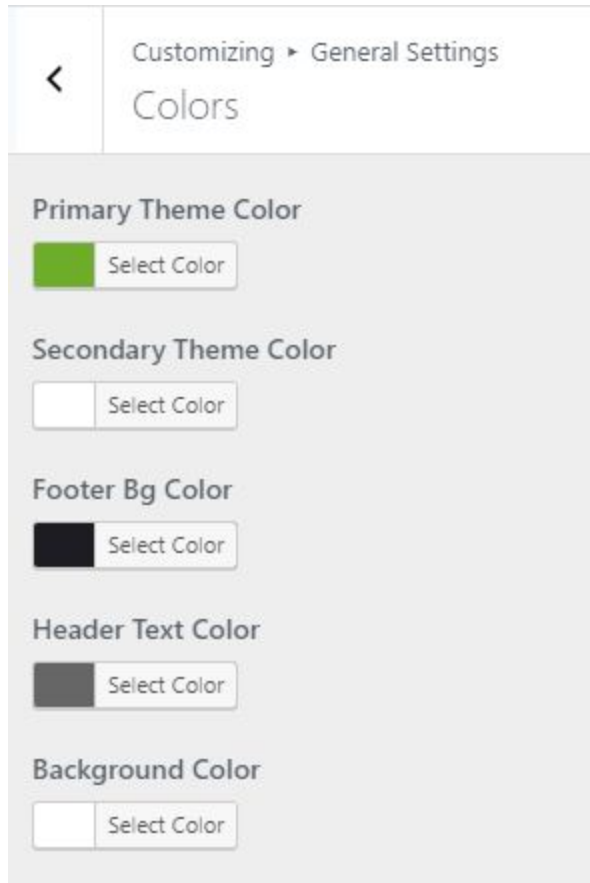 Customizing ▸ General Settings
Colors
Primary Theme Color
Select Color
Secondary Theme Color
Select Color
Footer Bg Color
Select Color
Header Text Color
Select Color
Background Color
Select Color